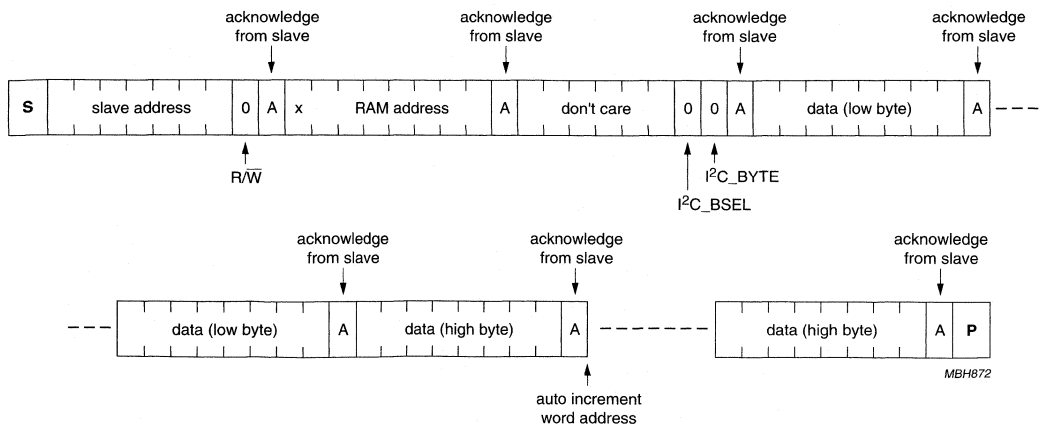 acknowledge acknowledge acknowledge acknowledge
from slave from slave from slave from slave
S slave address 0 A x RAM address A don't care 0 0 A data (low byte) A
R/W̅ I²C_BYTE
I²C_BSEL
acknowledge acknowledge acknowledge
from slave from slave from slave
data (low byte) A data (high byte) A data (high byte) A P
MBH872
auto increment
word address